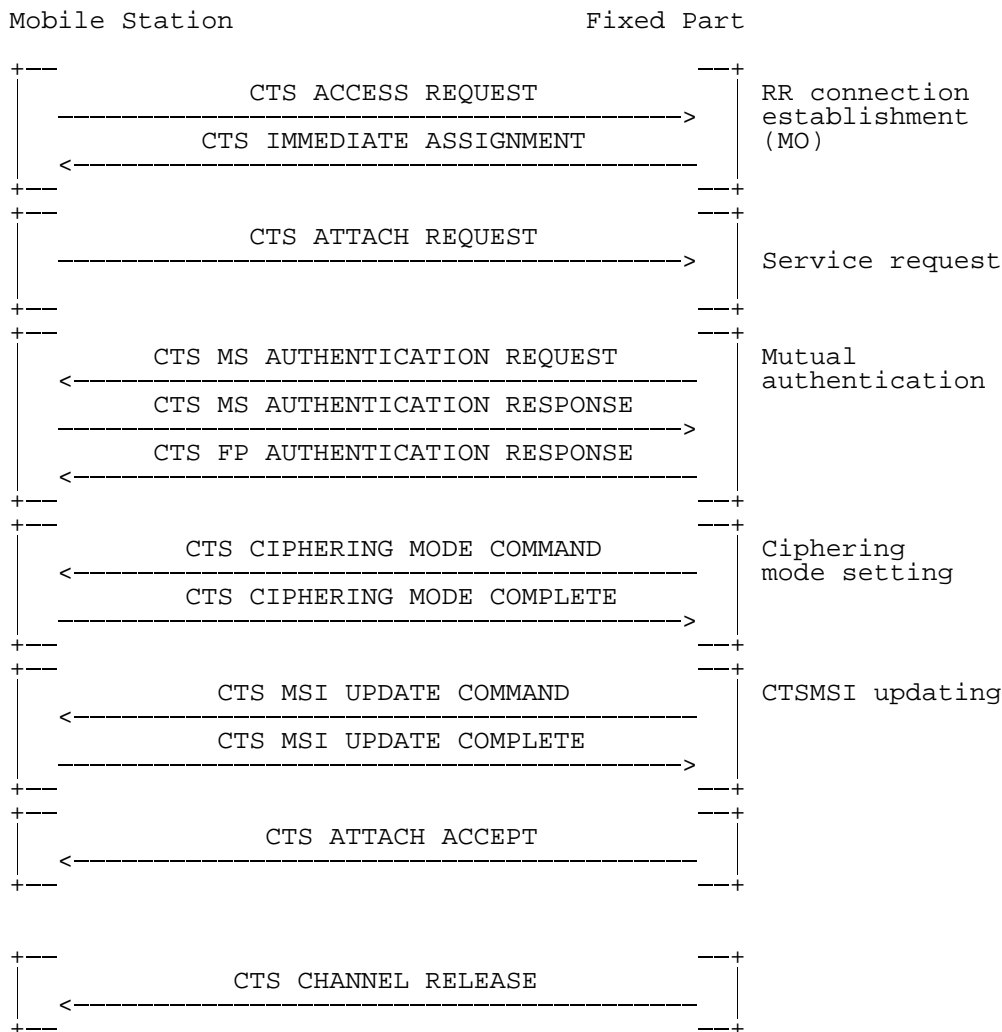 Mobile Station Fixed Part
CTS ACCESS REQUEST RR connection
establishment
CTS IMMEDIATE ASSIGNMENT (MO)
CTS ATTACH REQUEST
Service request
CTS MS AUTHENTICATION REQUEST Mutual
authentication
CTS MS AUTHENTICATION RESPONSE
CTS FP AUTHENTICATION RESPONSE
CTS CIPHERING MODE COMMAND Ciphering
mode setting
CTS CIPHERING MODE COMPLETE
CTS MSI UPDATE COMMAND CTSMSI updating
CTS MSI UPDATE COMPLETE
CTS ATTACH ACCEPT
CTS CHANNEL RELEASE